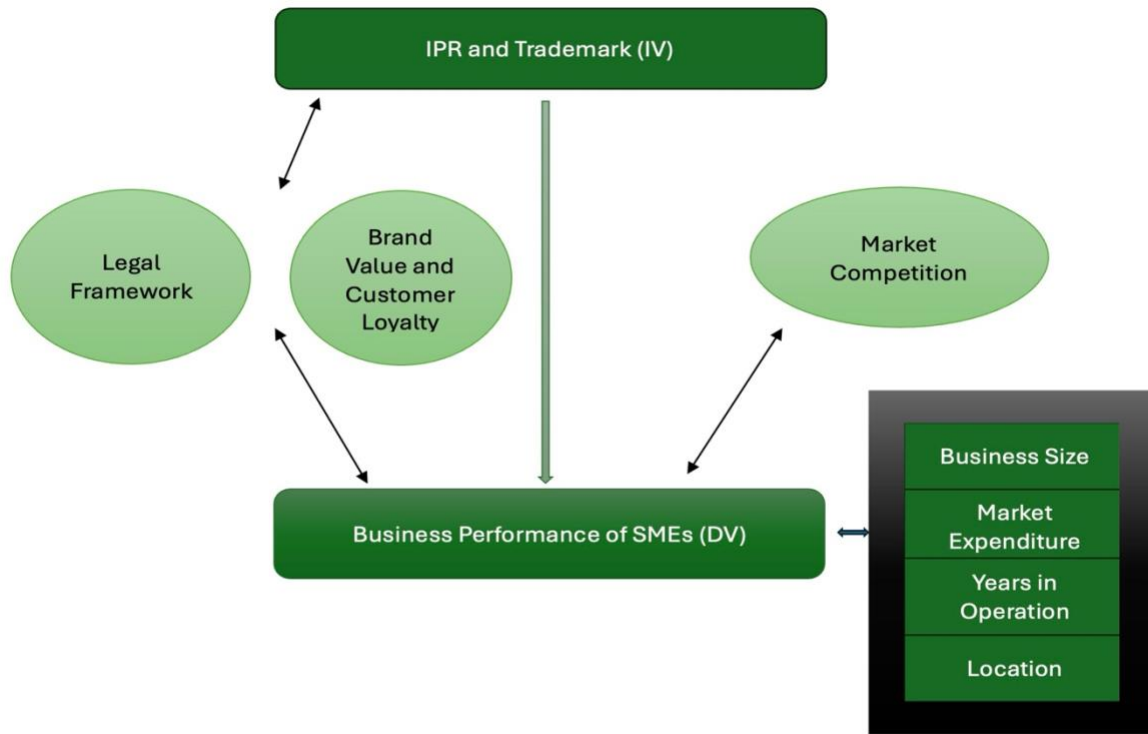 IPR and Trademark (IV)
Legal
Framework
Brand
Value and
Customer
Loyalty
Market
Competition
Business Performance of SMEs (DV)
Business Size
Market
Expenditure
Years in
Operation
Location